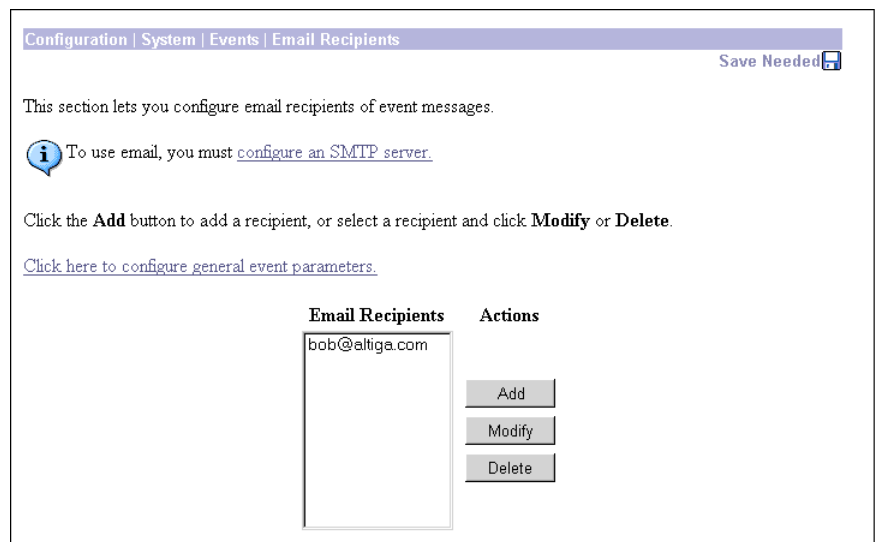 Configuration | System | Events | Email Recipients
Save Needed
This section lets you configure email recipients of event messages.
To use email, you must configure an SMTP server.
Click the Add button to add a recipient, or select a recipient and click Modify or Delete.
Click here to configure general event parameters.
Email Recipients Actions
bob@altiga.com
Add
Modify
Delete